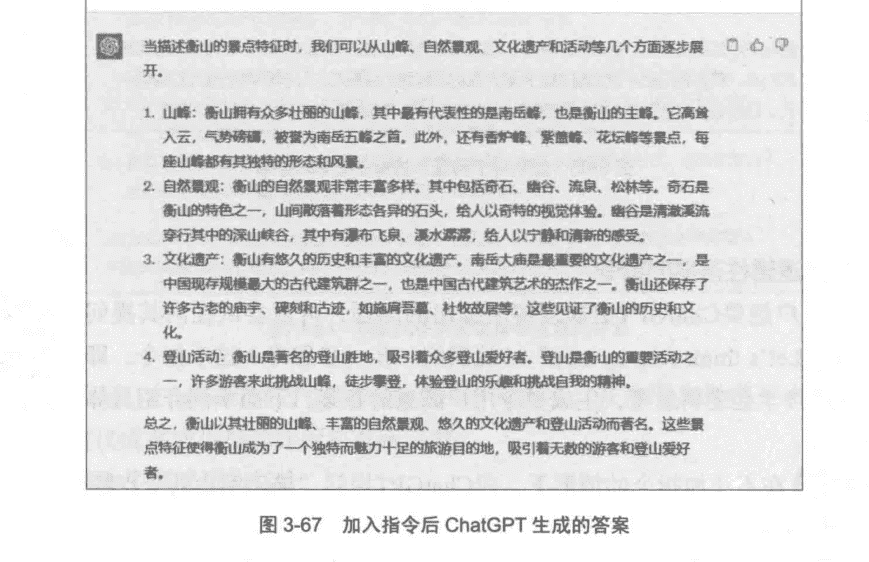 当描述衡山的景点特征时，我们可以从山峰、自然景观、文化遗产和活动等几个方面逐步展
开。
1. 山峰：衡山拥有众多壮丽的山峰，其中最有代表性的是南岳峰，也是衡山的主峰。它高耸
入云，气势磅礴，被誉为南岳五峰之首。此外，还有香炉峰、紫盖峰、花坛峰等景点，每
座山峰都有其独特的形态和风景。
2. 自然景观：衡山的自然景观非常丰富多样。其中包括奇石、幽谷、流泉、松林等。奇石是
衡山的特色之一，山间散落着形态各异的石头，给人以奇特的视觉体验。幽谷是清澈溪流
穿行其中的深山峡谷，其中有瀑布飞泉、溪水潺潺，给人以宁静和清新的感受。
3. 文化遗产：衡山有悠久的历史和丰富的文化遗产。南岳大庙是最重要的文化遗产之一，是
中国现存规模最大的古代建筑群之一，也是中国古代建筑艺术的杰作之一。衡山还保存了
许多古老的庙宇、碑刻和古迹，如施肩吾墓、杜牧故居等，这些见证了衡山的历史和文
化。
4. 登山活动：衡山是著名的登山胜地，吸引着众多登山爱好者。登山是衡山的重要活动之
一，许多游客来此挑战山峰，徒步攀登，体验登山的乐趣和挑战自我的精神。
总之，衡山以其壮丽的山峰、丰富的自然景观、悠久的文化遗产和登山活动而著名。这些景
点特征使得衡山成为了一个独特而魅力十足的旅游目的地，吸引着无数的游客和登山爱好
者。
图 3-67 加入指令后 ChatGPT 生成的答案